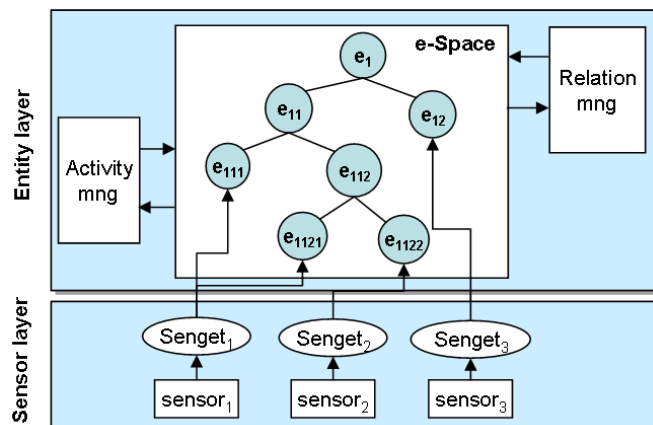 e-Space
e1
Relation
mng
e11
e12
Entity layer
Activity
mng
e111
e112
e1121
e1122
Sensor layer
Senget1
Senget2
Senget3
sensor1
sensor2
sensor3